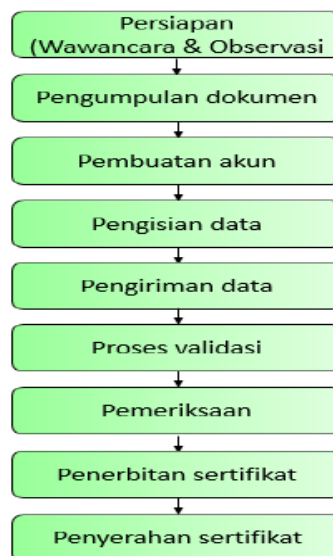 Persiapan
(Wawancara & Observasi
Pengumpulan dokumen
Pembuatan akun
Pengisian data
Pengiriman data
Proses validasi
Pemeriksaan
Penerbitan sertifikat
Penyerahan sertifikat